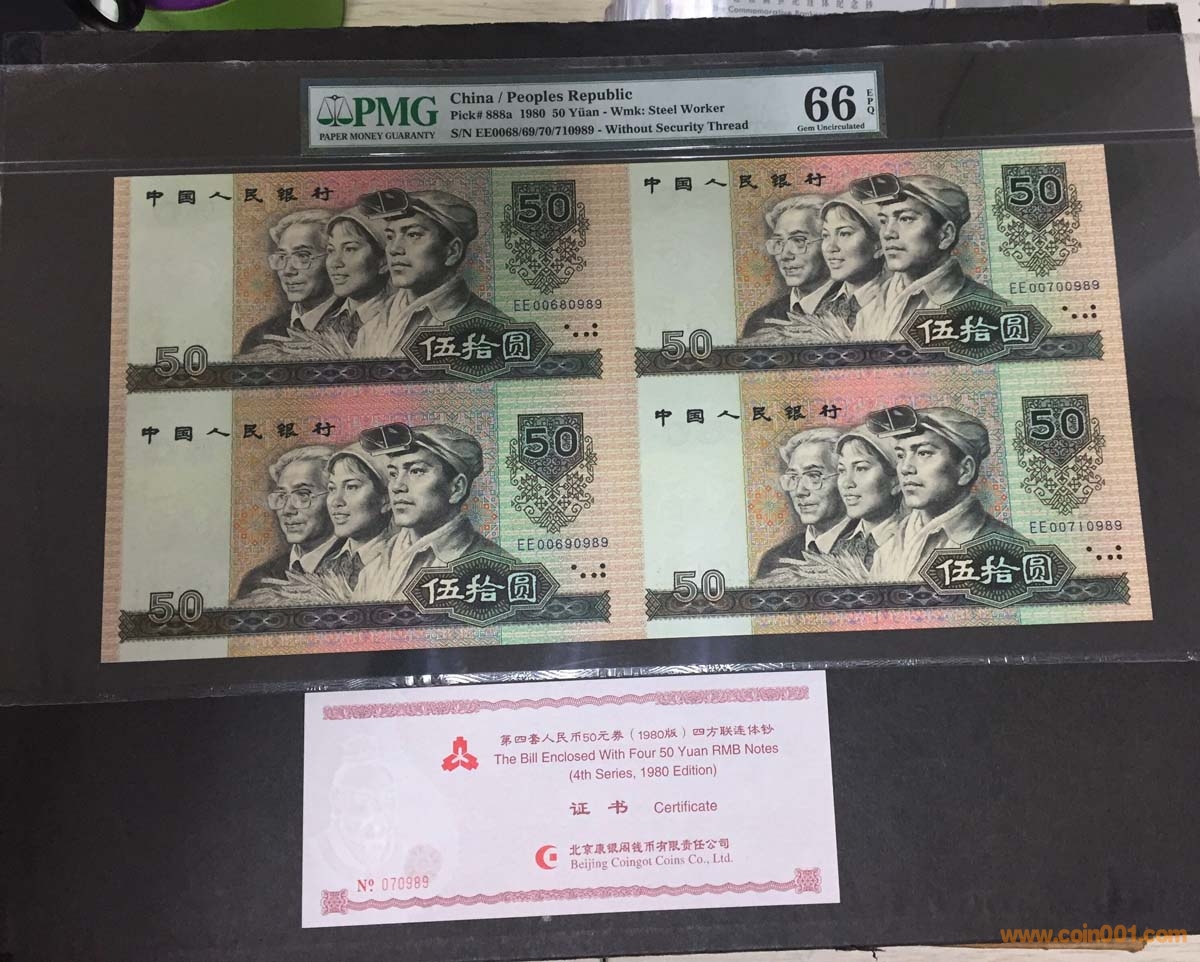 he Commemorative
PMG
PAPER MONEY GUARANTY
China / Peoples Republic
Pick# 888a 1980 50 Yüan - Wmk: Steel Worker
S/N EE0068/69/70/710989 - Without Security Thread
66
EPQ
Gem Uncirculated
中国人民银行
50
EE00680989
50
伍拾圆
中国人民银行
50
EE00700989
50
伍拾圆
中国人民银行
50
EE00690989
50
伍拾圆
中国人民银行
50
EE00710989
50
伍拾圆
第四套人民币50元券(1980版)四方联连体钞
The Bill Enclosed With Four 50 Yuan RMB Notes
(4th Series, 1980 Edition)
证书 Certificate
北京康银阁钱币有限责任公司
Beijing Coingot Coins Co., Ltd.
Nº 070989
www.coin001.com